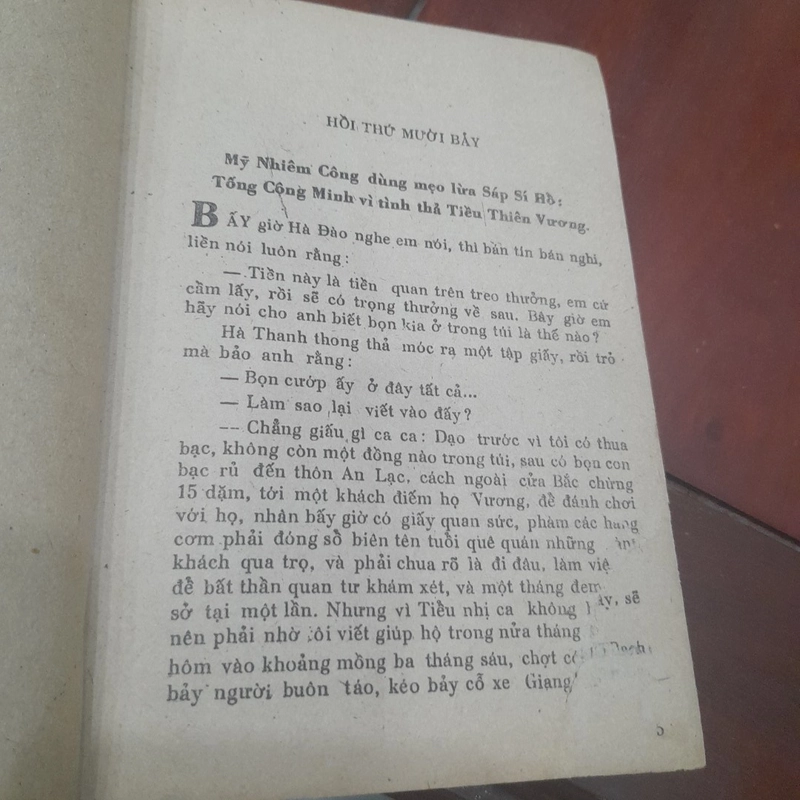 HỒI THỨ MƯỜI BẢY
Mỹ Nhiêm Công dùng mẹo lừa Sáp Sí Hồ;
Tống Công Minh vì tình thả Tiều Thiên Vương.
BẤY giờ Hà Đào nghe em nói, thì bán tín bán nghi,
liền nói luôn rằng:
— Tiền này là tiền quan trên treo thưởng, em cứ
cầm lấy, rồi sẽ có trọng thưởng về sau. Bây giờ em
hãy nói cho anh biết bọn kia ở trong túi là thế nào?
Hà Thanh thong thả móc ra một tập giấy, rồi trỏ
mà bảo anh rằng:
— Bọn cướp ấy ở đây tất cả...
— Làm sao lại viết vào đấy?
— Chẳng giấu gì ca ca: Dạo trước vì tôi có thua
bạc, không còn một đồng nào trong túi, sau có bọn con
bạc rủ đến thôn An Lạc, cách ngoài cửa Bắc chừng
15 dặm, tới một khách điếm họ Vương, để đánh chơi
với họ, nhân bấy giờ có giấy quan sức, phàm các hàng
cơm phải đóng sổ biên tên tuổi quê quán những
khách qua trọ, và phải chua rõ là đi đâu, làm việ
để bất thần quan tư khám xét, và một tháng đem
sở tại một lần. Nhưng vì Tiểu nhị ca không sẽ
nên phải nhờ tôi viết giúp hộ trong nửa tháng
hôm vào khoảng mồng ba tháng sáu, chợt có
bảy người buôn táo, kéo bảy cỗ xe Giang
5